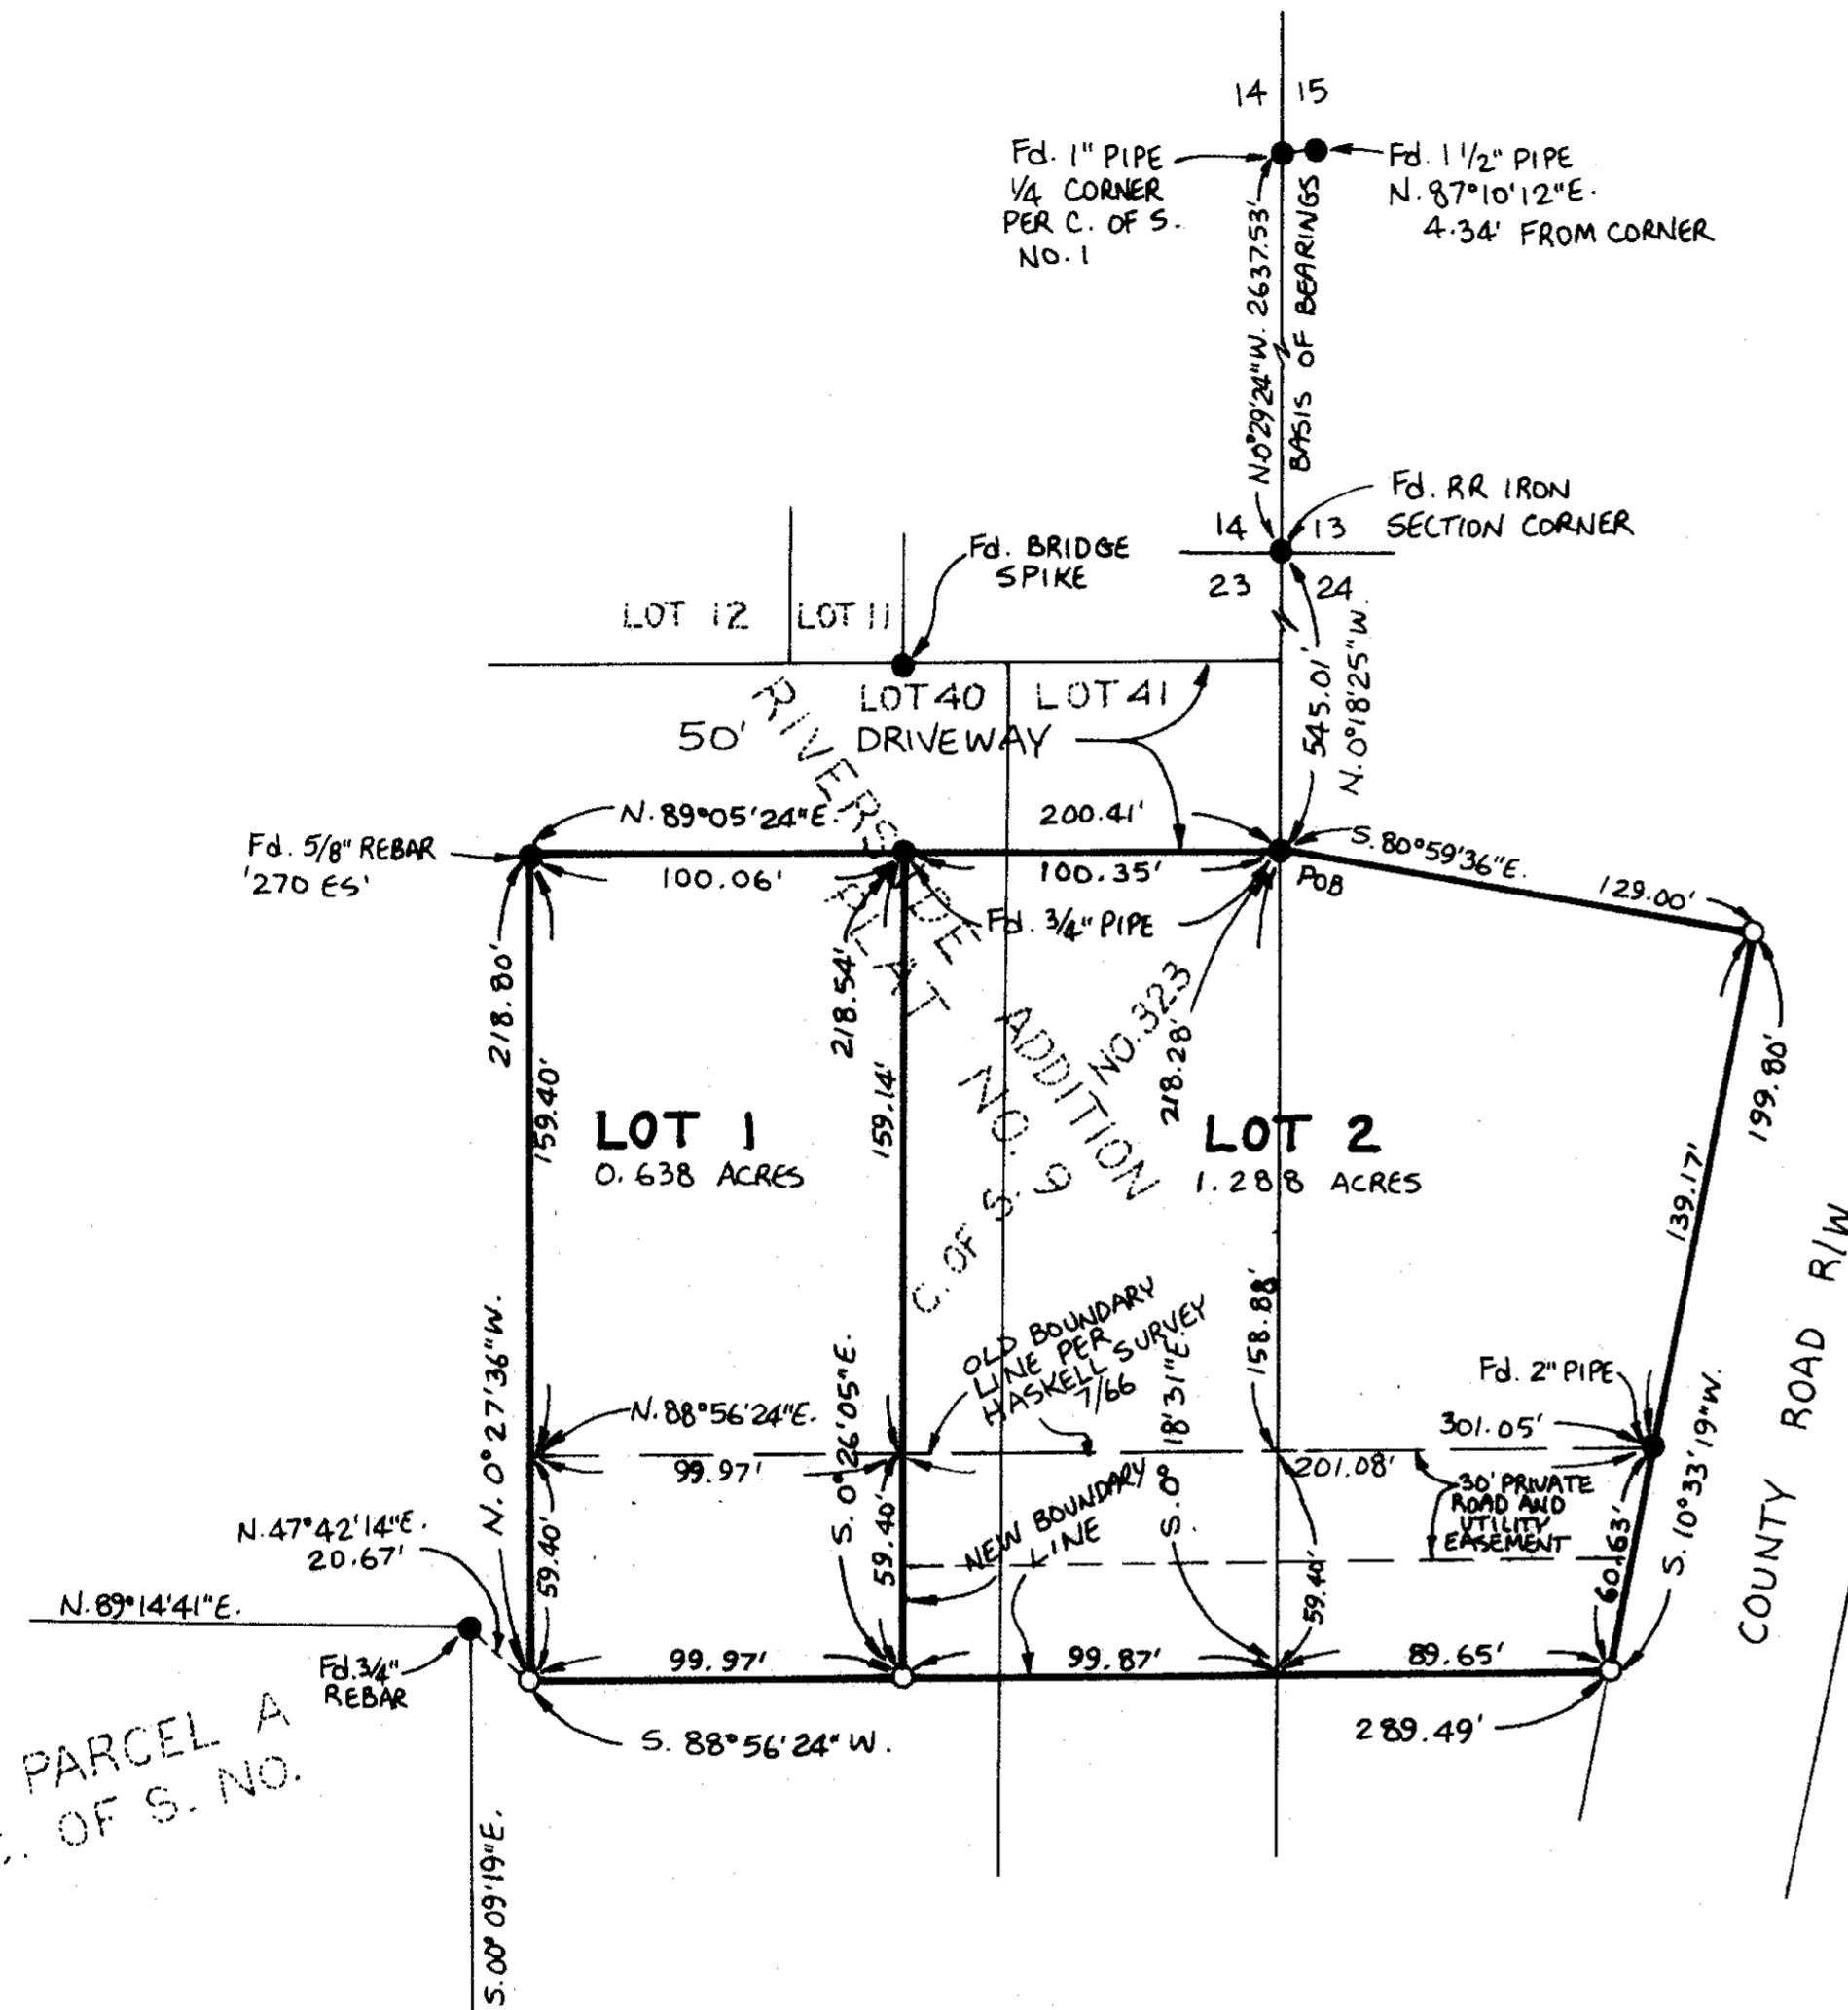 14 15
Fd. 1" PIPE
1/4 CORNER
PER C. OF S.
NO. 1
Fd. 1 1/2" PIPE
N. 87°10'12"E.
4.34' FROM CORNER
N.0°29'24"W. 2637.53'
BASIS OF BEARINGS
Fd. RR IRON
SECTION CORNER
14 13
23 24
Fd. BRIDGE
SPIKE
LOT 12
LOT 11
545.01'
N.0°18'25"W.
LOT 40
LOT 41
50' DRIVEWAY
RIVERSIDE ADDITION
PLAT NO. 9
C. OF S. NO. 323
Fd. 5/8" REBAR
'270 ES'
N. 89°05'24"E.
200.41'
100.06'
100.35'
Fd. 3/4" PIPE
POB
S. 80°59'36"E.
129.00'
218.80'
159.40'
218.54'
159.14'
218.28'
158.88'
139.17'
199.80'
LOT 1
0.638 ACRES
LOT 2
1.288 ACRES
COUNTY ROAD R/W
OLD BOUNDARY
LINE PER
HASKELL SURVEY
7/66
Fd. 2" PIPE
N. 0°27'36"W.
N. 88°56'24"E.
99.97'
S. 0°26'05"E.
S. 0° 18'31"E.
301.05'
201.08'
30' PRIVATE
ROAD AND
UTILITY
EASEMENT
S. 10°33'19"W.
60.63'
N. 47°42'14"E.
20.67'
59.40'
59.40'
NEW BOUNDARY
LINE
59.40'
N. 89°14'41"E.
Fd. 3/4"
REBAR
99.97'
99.87'
89.65'
S. 88°56'24" W.
289.49'
PARCEL A
OF S. NO.
S.00°09'19"E.